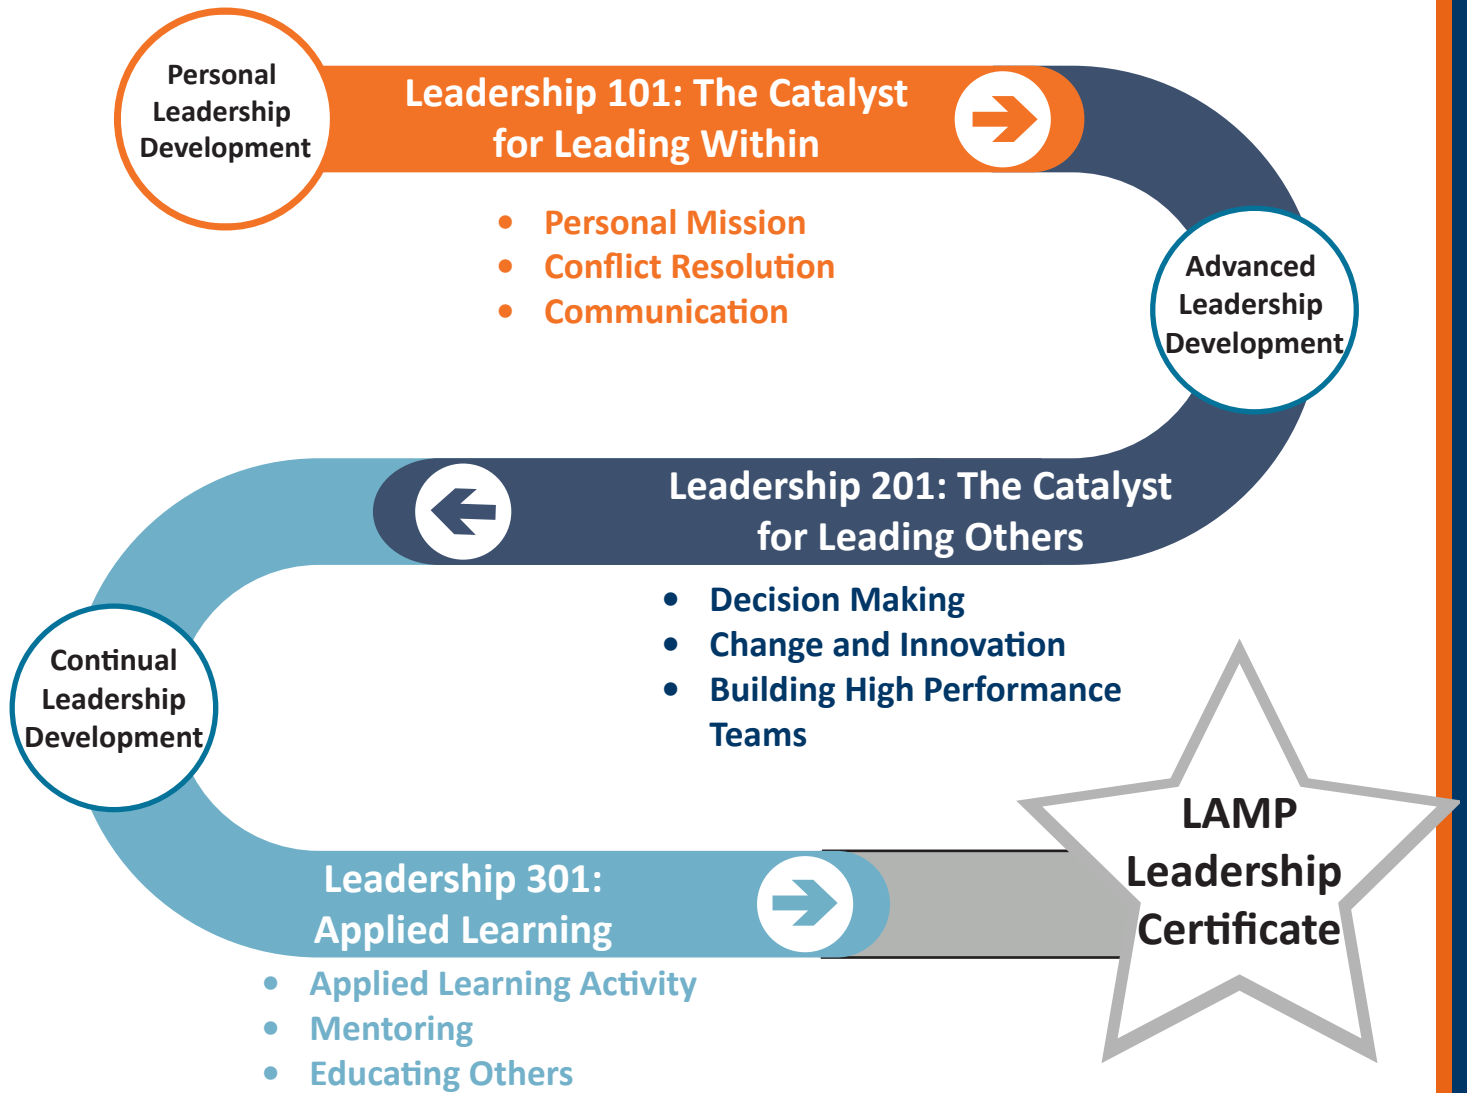 Personal
Leadership
Development
Leadership 101: The Catalyst
for Leading Within
• Personal Mission
• Conflict Resolution
• Communication
Advanced
Leadership
Development
Leadership 201: The Catalyst
for Leading Others
• Decision Making
• Change and Innovation
• Building High Performance
Teams
Continual
Leadership
Development
Leadership 301:
Applied Learning
• Applied Learning Activity
• Mentoring
• Educating Others
LAMP
Leadership
Certificate